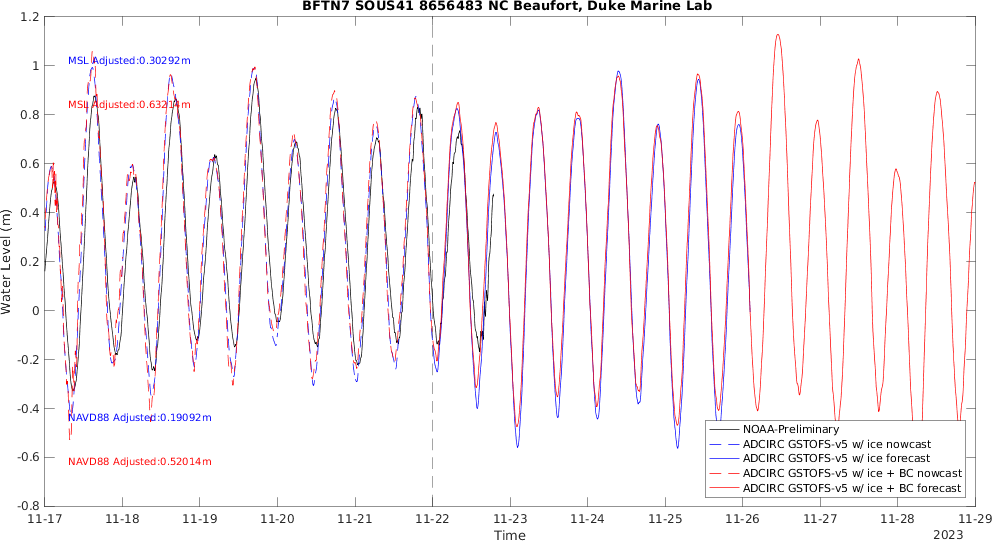 BFTN7 SOUS41 8656483 NC Beaufort, Duke Marine Lab
1.2
1
0.8
0.6
0.4
0.2
0
-0.2
-0.4
-0.6
-0.8
Water Level (m)
MSL Adjusted:0.30292m
MSL Adjusted:0.63214m
NAVD88 Adjusted:0.19092m
NAVD88 Adjusted:0.52014m
NOAA-Preliminary
ADCIRC GSTOFS-v5 w/ ice nowcast
ADCIRC GSTOFS-v5 w/ ice forecast
ADCIRC GSTOFS-v5 w/ ice + BC nowcast
ADCIRC GSTOFS-v5 w/ ice + BC forecast
11-17 11-18 11-19 11-20 11-21 11-22 11-23 11-24 11-25 11-26 11-27 11-28 11-29
Time
2023